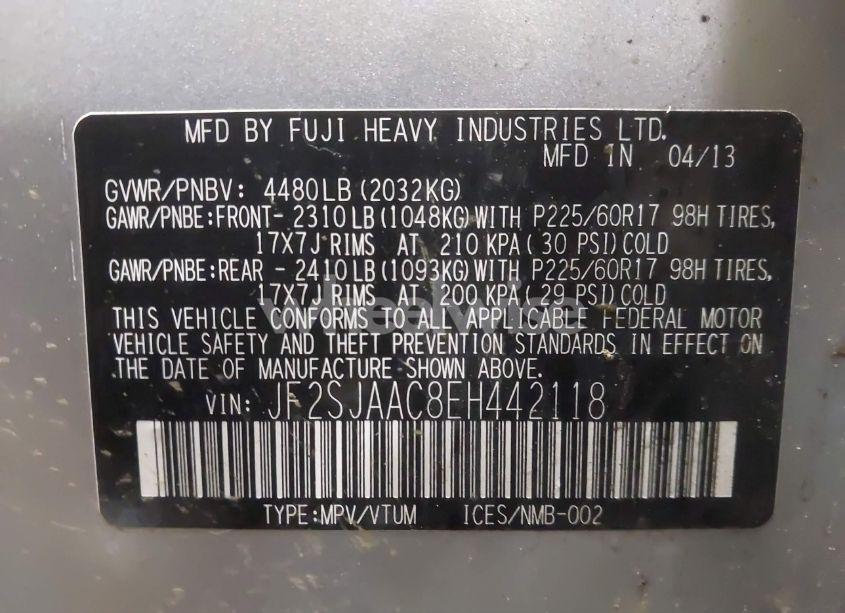 MFD BY FUJI HEAVY INDUSTRIES LTD.
MFD IN 04/13
GVWR/PNBV: 4480LB (2032KG)
GAWR/PNBE:FRONT- 2310LB (1048KG) WITH P225/60R17 98H TIRES,
17X7J RIMS AT 210 KPA (30 PSI) COLD
GAWR/PNBE:REAR - 2410LB (1093KG) WITH P225/60R17 98H TIRES,
17X7J RIMS AT 200 KPA (29 PSI) COLD
wheelwise
THIS VEHICLE CONFORMS TO ALL APPLICABLE FEDERAL MOTOR
VEHICLE SAFETY AND THEFT PREVENTION STANDARDS IN EFFECT ON
THE DATE OF MANUFACTURE SHOWN ABOVE.
VIN: JF2SJAAC8EH442118
TYPE:MPV/VTUM ICES/NMB-002